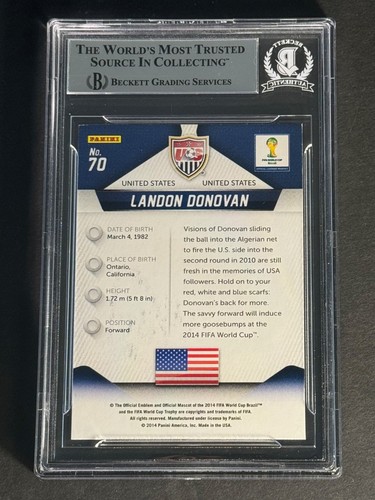 THE WORLD'S MOST TRUSTED
SOURCE IN COLLECTING™
BECKETT GRADING SERVICES
BECKETT
AUTHENTIC
PANINI
No.
70
US
UNITED STATES UNITED STATES
LANDON DONOVAN
DATE OF BIRTH
March 4, 1982
PLACE OF BIRTH
Ontario,
California
HEIGHT
1.72 m (5 ft 8 in)
POSITION
Forward
Visions of Donovan sliding
the ball into the Algerian net
to fire the U.S. side into the
second round in 2010 are still
fresh in the memories of USA
followers. Hold on to your
red, white and blue scarfs;
Donovan's back for more.
The savvy forward will induce
more goosebumps at the
2014 FIFA World Cup™.
© The Official Emblem and Official Mascot of the 2014 FIFA World Cup Brazil™
and the FIFA World Cup Trophy are copyrights and trademarks of FIFA.
All rights reserved. Manufactured under license by Panini.
© 2014 Panini America, Inc. Made in the USA.